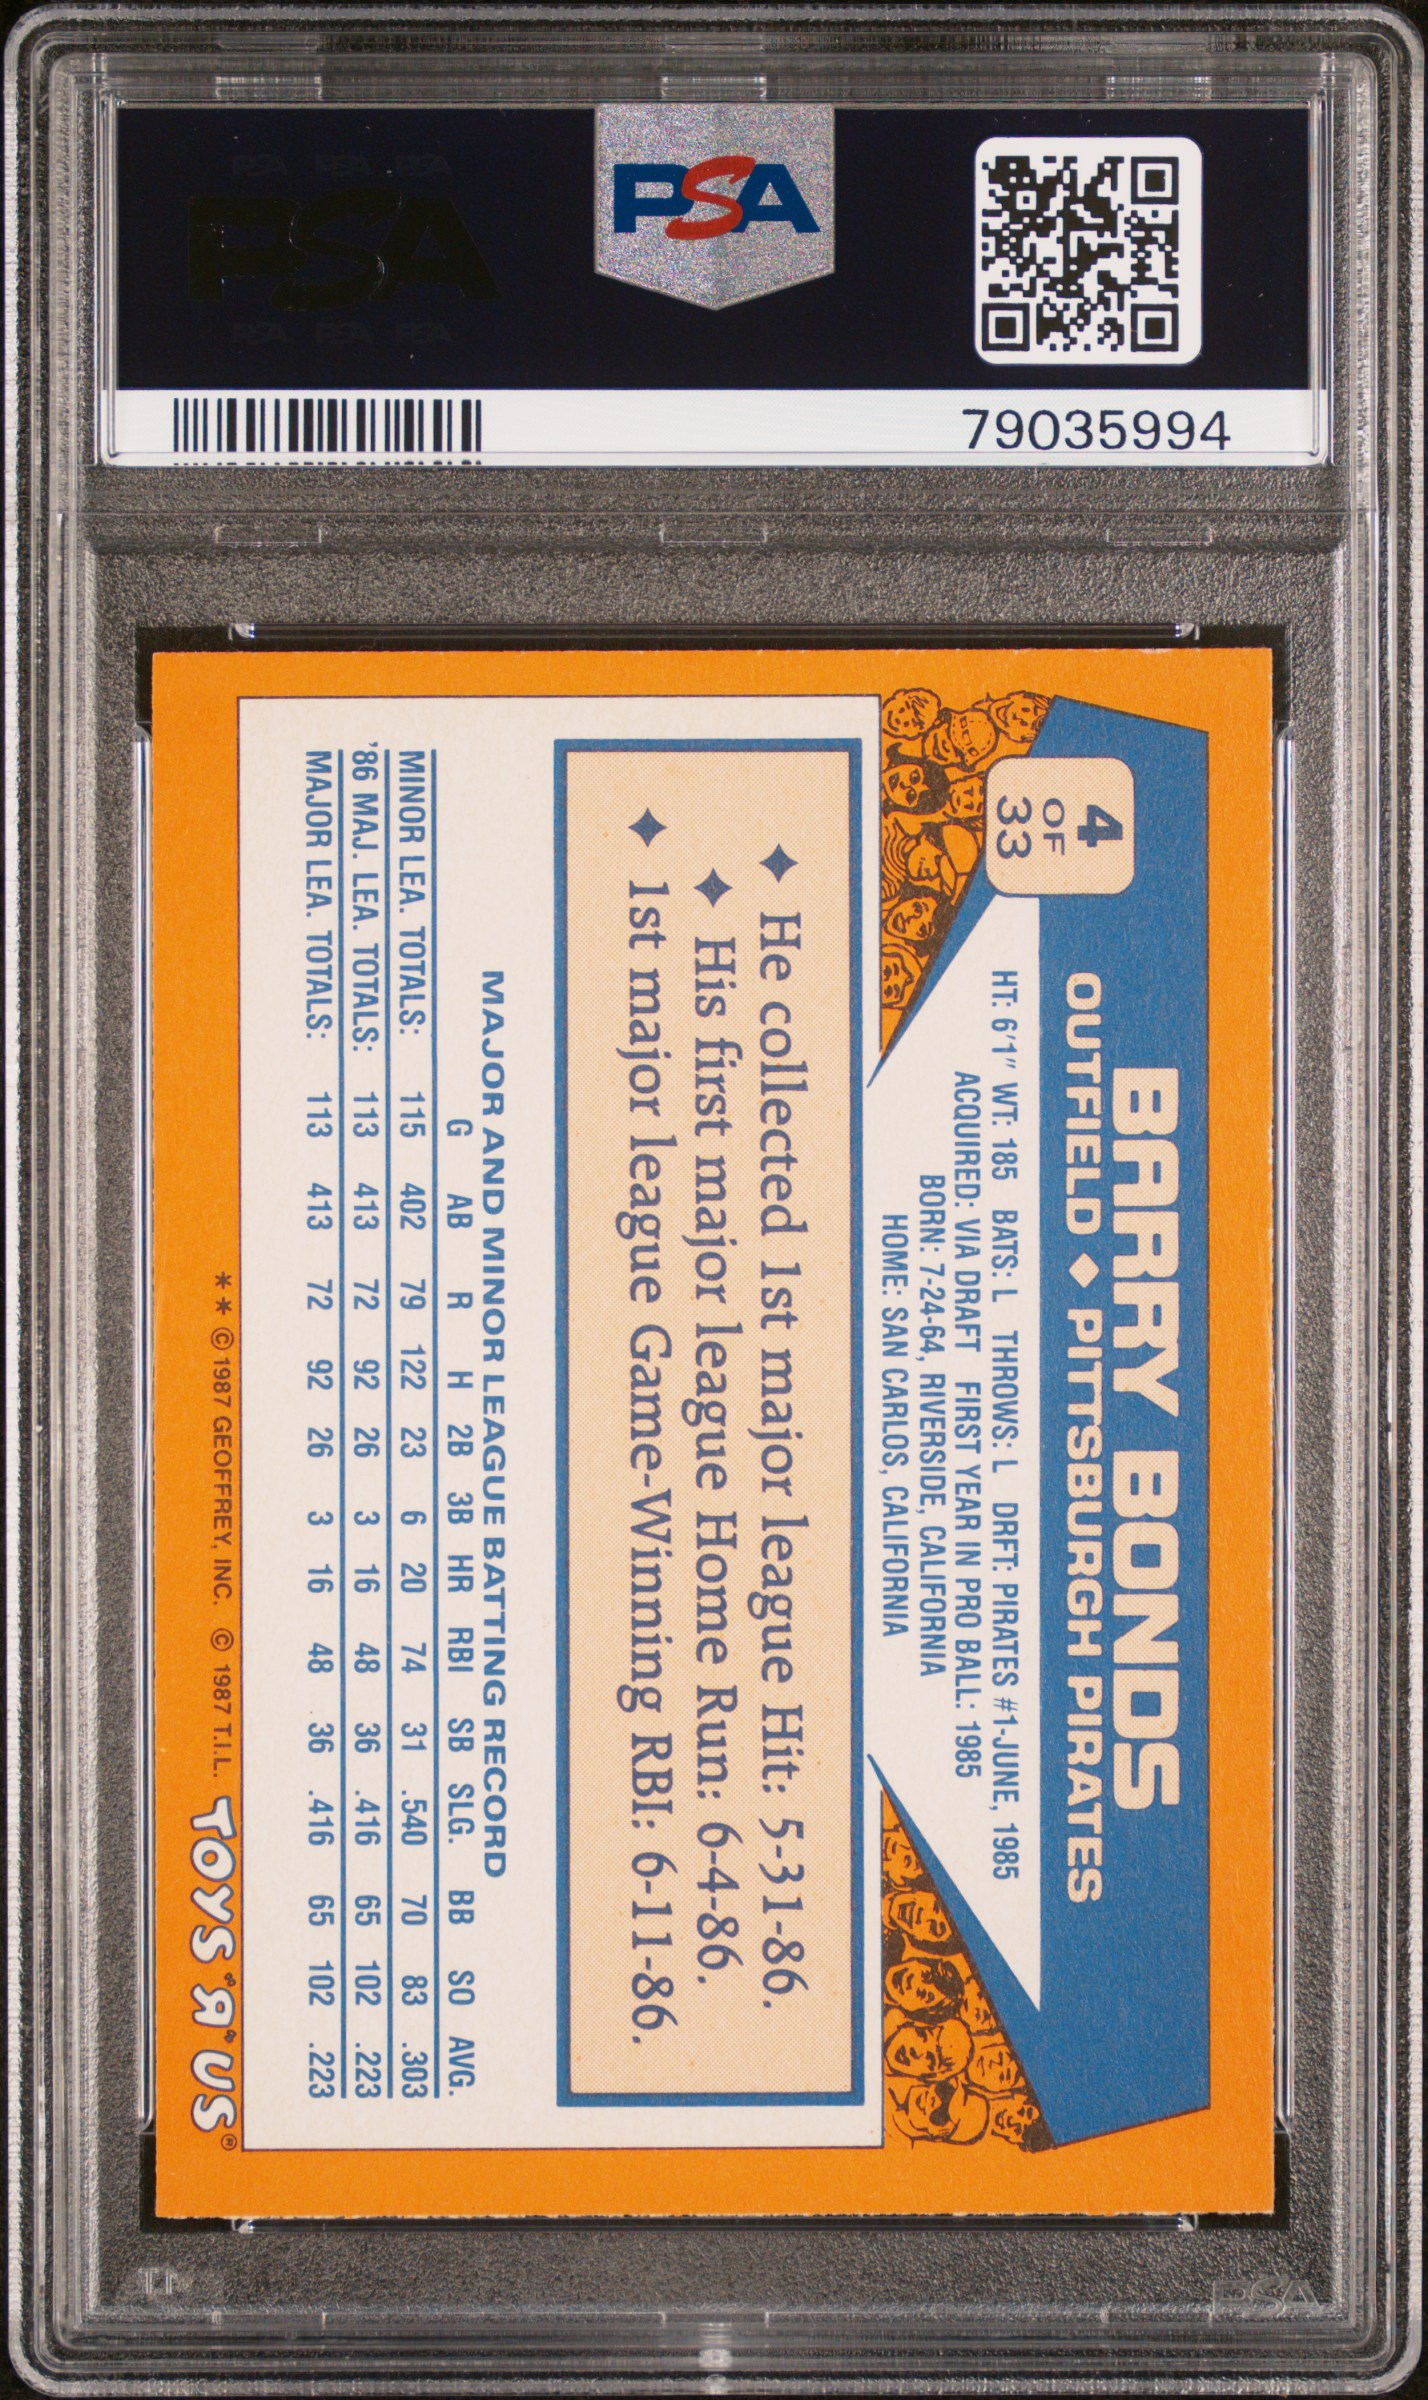 PSA PSA PSA
PSA
PSA PSA PSA
PSA
79035994
4
OF
33
BARRY BONDS
OUTFIELD ♦ PITTSBURGH PIRATES
HT: 6'1" WT: 185 BATS: L THROWS: L DRFT: PIRATES #1-JUNE, 1985
ACQUIRED: VIA DRAFT FIRST YEAR IN PRO BALL: 1985
BORN: 7-24-64, RIVERSIDE, CALIFORNIA
HOME: SAN CARLOS, CALIFORNIA
✦ He collected 1st major league Hit: 5-31-86.
✦ His first major league Home Run: 6-4-86.
✦ 1st major league Game-Winning RBI: 6-11-86.
MAJOR AND MINOR LEAGUE BATTING RECORD
G AB R H 2B 3B HR RBI SB SLG. BB SO AVG.
MINOR LEA. TOTALS: 115 402 79 122 23 6 20 74 31 .540 70 83 .303
'86 MAJ. LEA. TOTALS: 113 413 72 92 26 3 16 48 36 .416 65 102 .223
MAJOR LEA. TOTALS: 113 413 72 92 26 3 16 48 36 .416 65 102 .223
** © 1987 GEOFFREY, INC. © 1987 T.I.L. TOYS "Я" US®
PSA